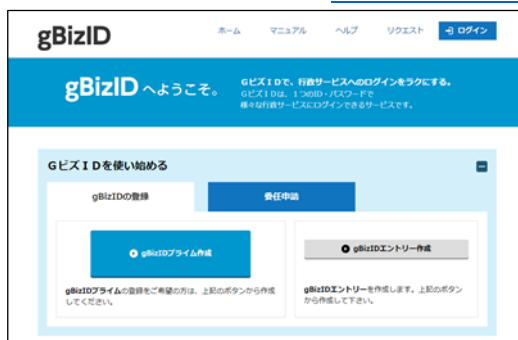 gBizID
ホーム マニュアル ヘルプ リクエスト ログイン
gBizID へようこそ。
GビズIDで、行政サービスへのログインをラクにする。
GビズIDは、1つのID・パスワードで
様々な行政サービスにログインできるサービスです。
GビズIDを使い始める
gBizIDの登録 委任申請
gBizIDプライム作成
gBizIDプライムの登録をご希望の方は、上記のボタンから作成
してください。
gBizIDエントリー作成
gBizIDエントリーを作成します。上記のボタン
から作成して下さい。